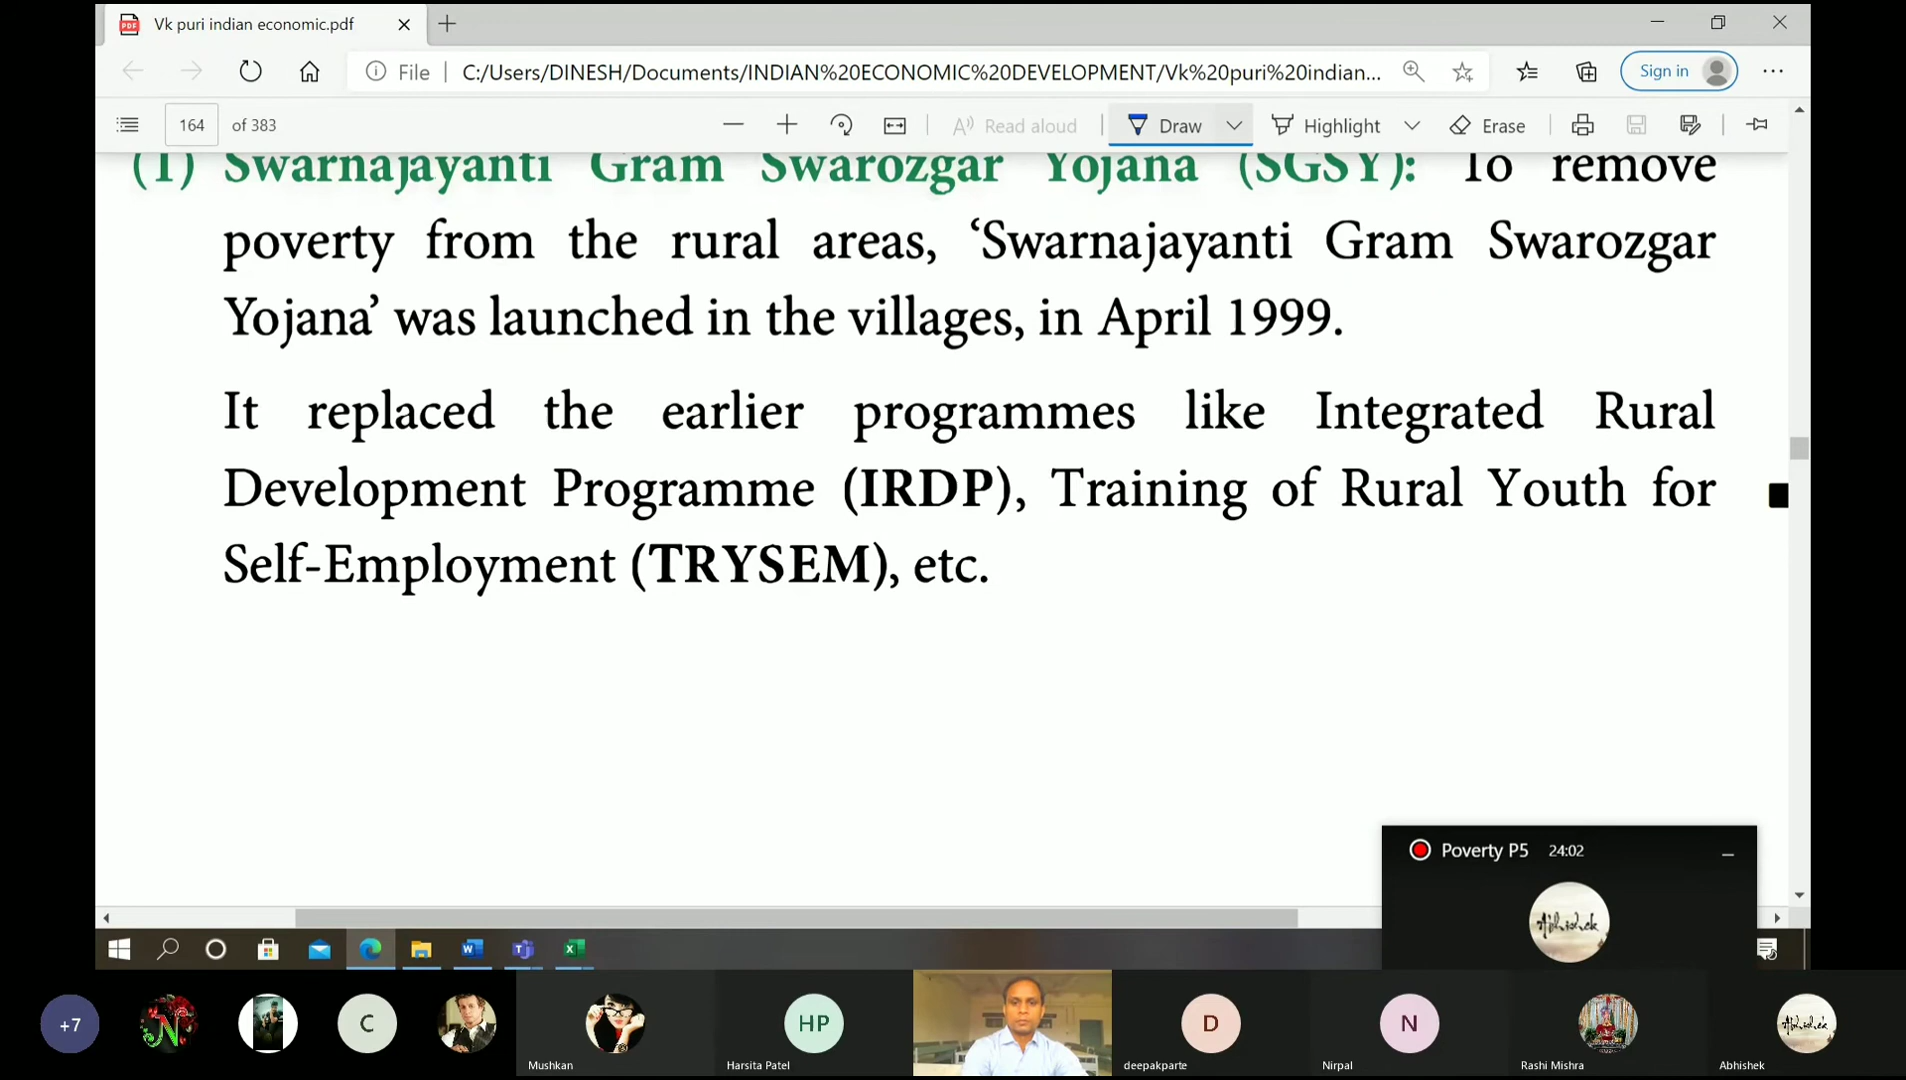 Vk puri indian economic.pdf
File C:/Users/DINESH/Documents/INDIAN%20ECONOMIC%20DEVELOPMENT/Vk%20puri%20indian... Sign in
164 of 383 Read aloud Draw Highlight Erase
(1) Swarnajayanti Gram Swarozgar Yojana (SGSY): To remove
poverty from the rural areas, ‘Swarnajayanti Gram Swarozgar
Yojana’ was launched in the villages, in April 1999.
It replaced the earlier programmes like Integrated Rural
Development Programme (IRDP), Training of Rural Youth for
Self-Employment (TRYSEM), etc.
Poverty P5 24:02
Abhishek
+7 N C HP D N Abhishek
Mushkan Harsita Patel deepakparte Nirpal Rashi Mishra Abhishek